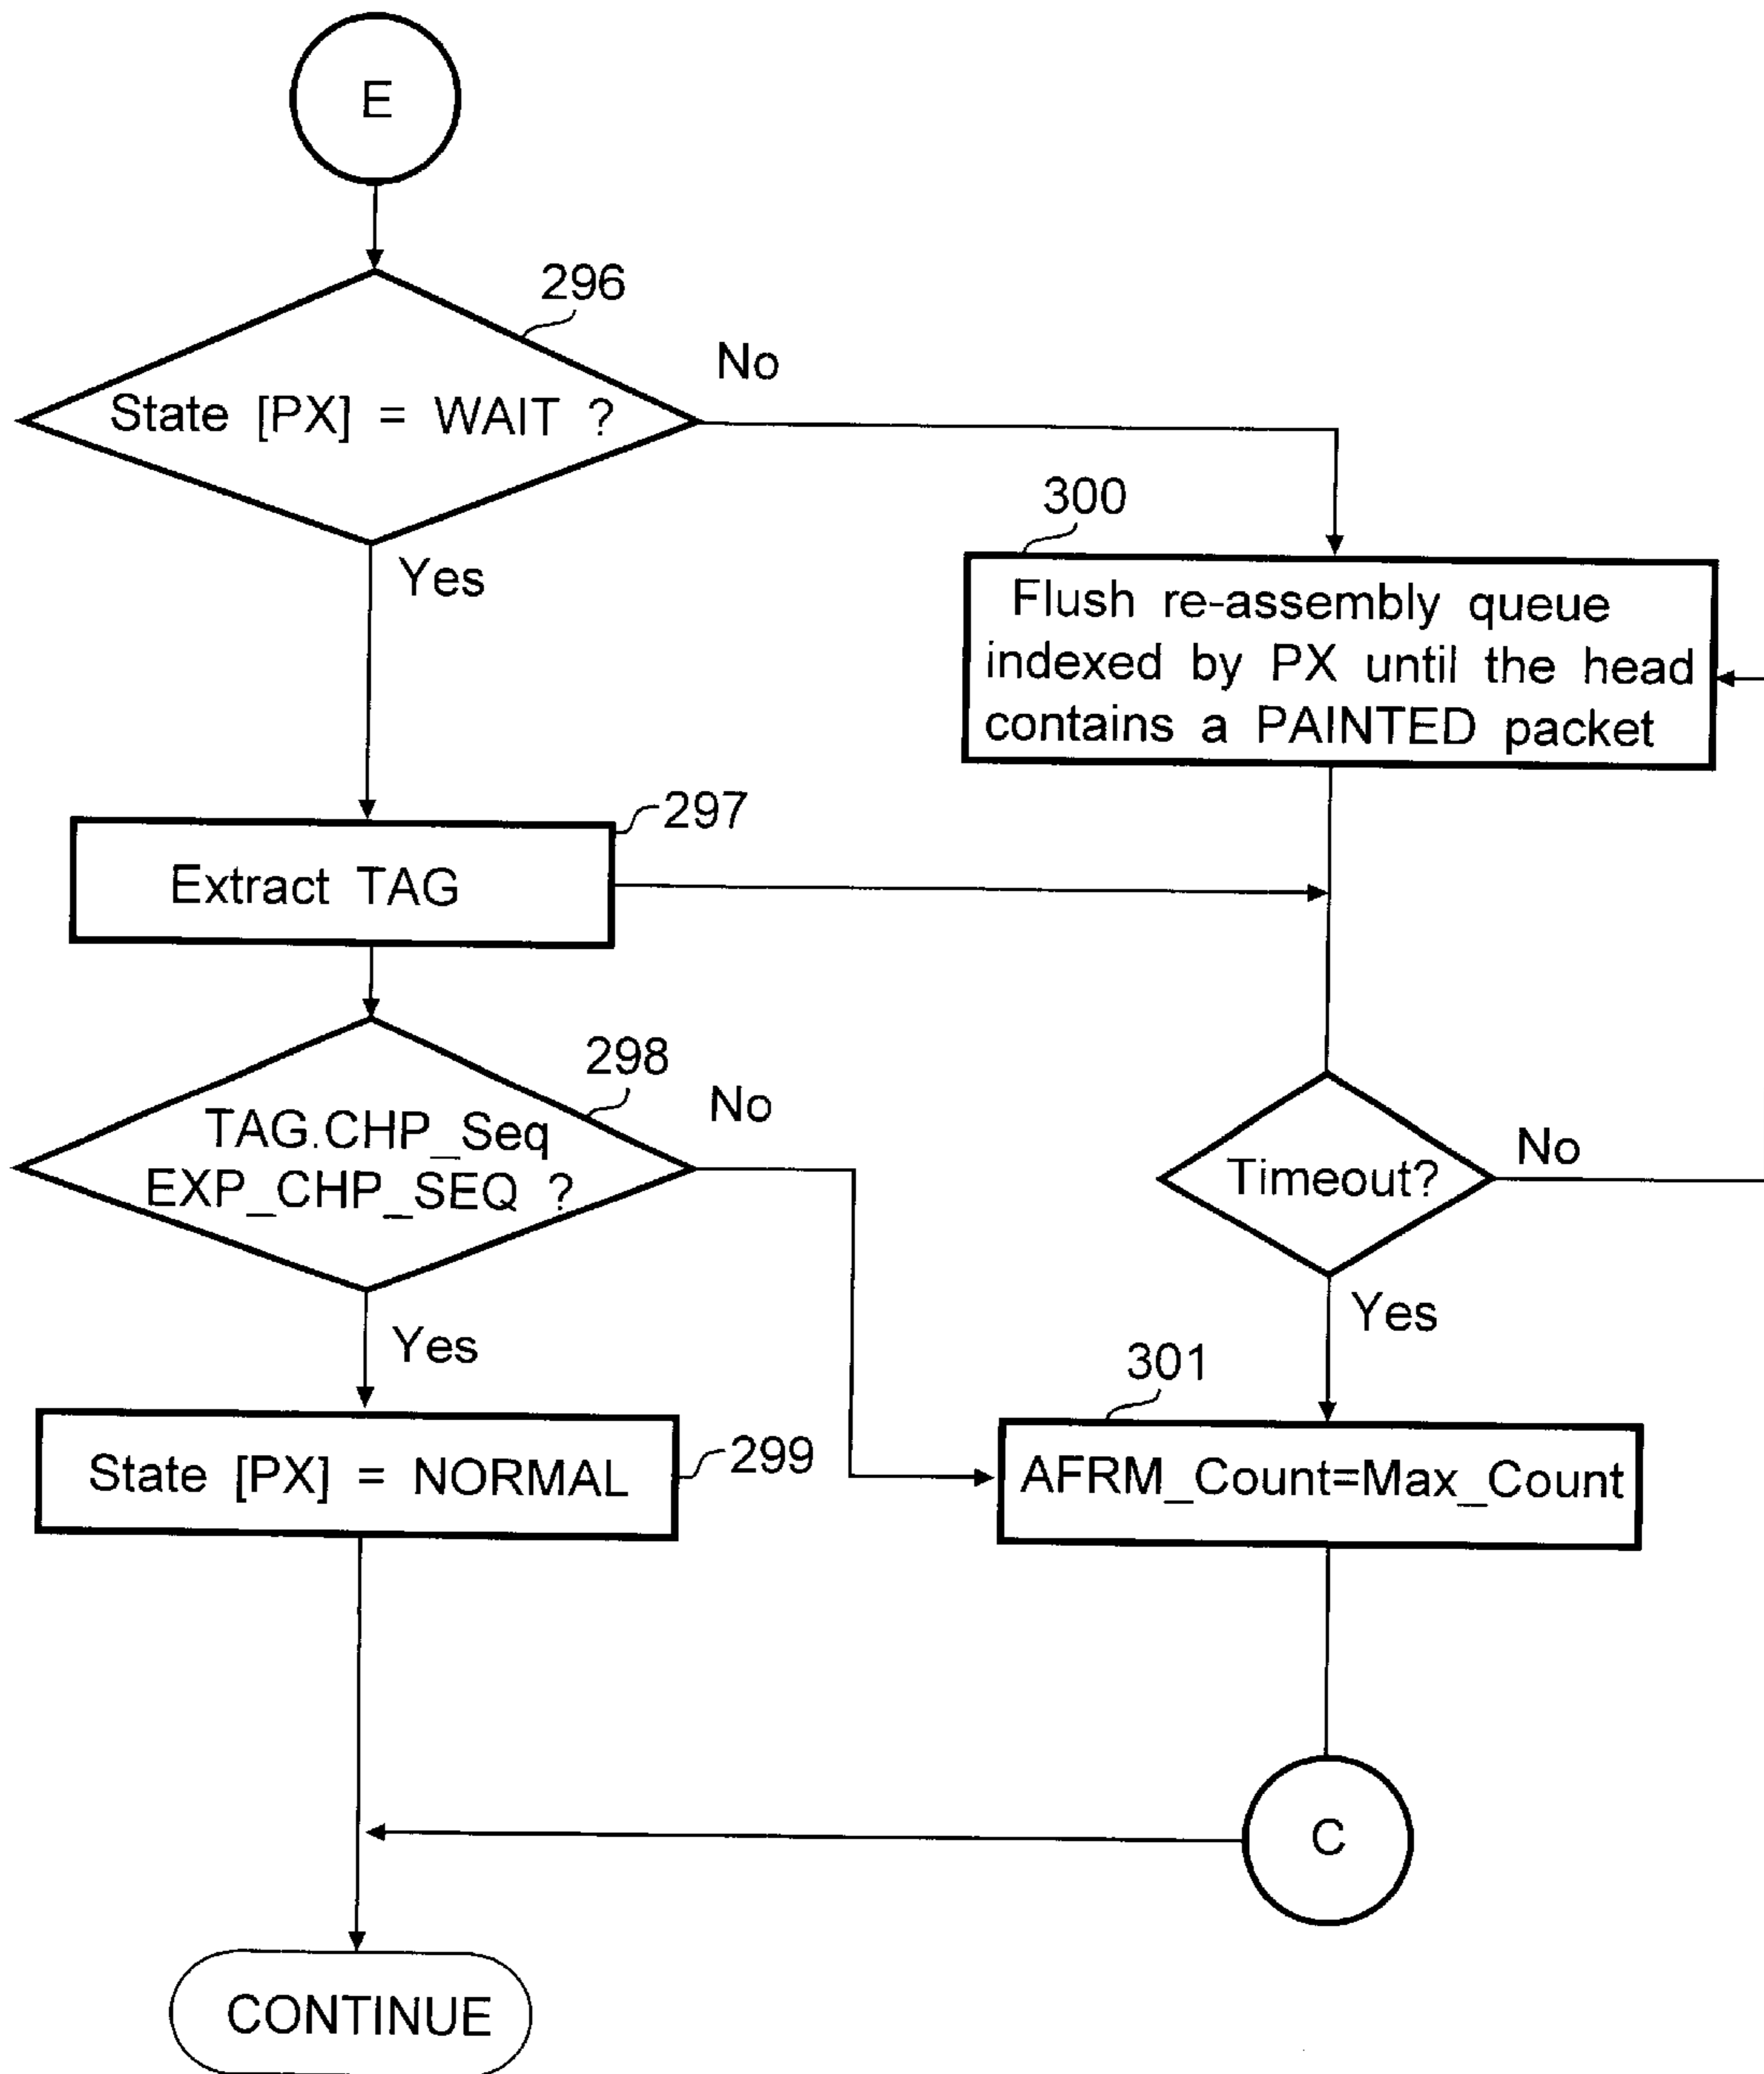 E
296
State [PX] = WAIT ?
No
Yes
300
Flush re-assembly queue
indexed by PX until the head
contains a PAINTED packet
297
Extract TAG
298
TAG.CHP_Seq
EXP_CHP_SEQ ?
No
Yes
Timeout?
No
Yes
299
State [PX] = NORMAL
301
AFRM_Count=Max_Count
C
CONTINUE